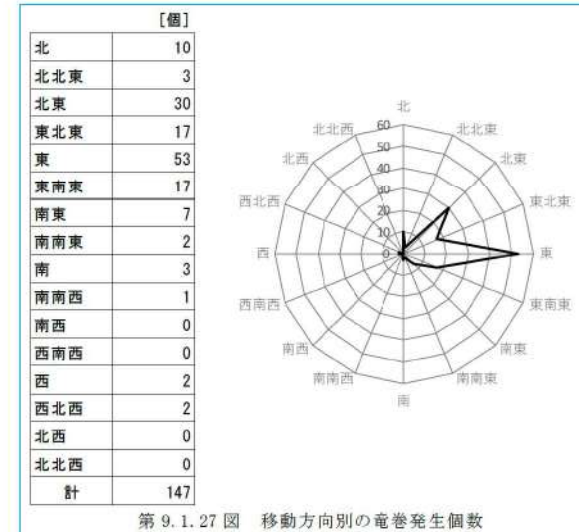 [個]
北 10
北北東 3
北東 30
東北東 17
東 53
東南東 17
南東 7
南南東 2
南 3
南南西 1
南西 0
西南西 0
西 2
西北西 2
北西 0
北北西 0
計 147
北
北北東
北東
東北東
東
東南東
南東
南南東
南
南南西
南西
西南西
西
西北西
北西
北北西
60
50
40
30
20
10
0
第 9.1.27 図 移動方向別の竜巻発生個数